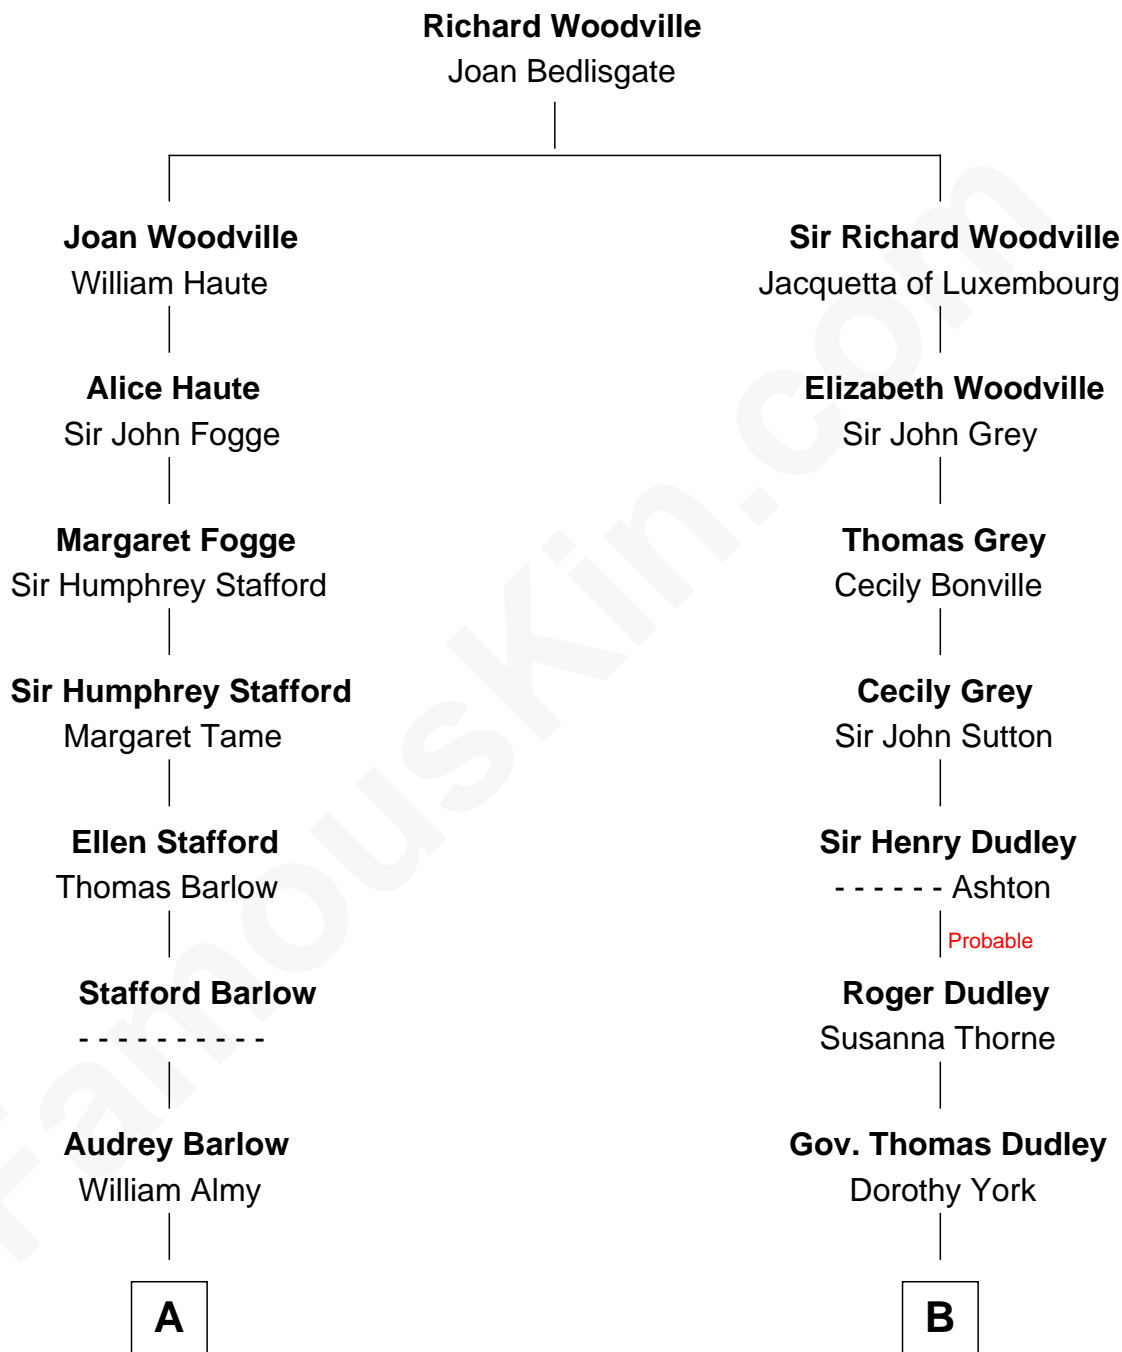 Richard Woodville
Joan Bedlisgate
Joan Woodville
William Haute
Sir Richard Woodville
Jacquetta of Luxembourg
Alice Haute
Sir John Fogge
Elizabeth Woodville
Sir John Grey
Margaret Fogge
Sir Humphrey Stafford
Thomas Grey
Cecily Bonville
Sir Humphrey Stafford
Margaret Tame
Cecily Grey
Sir John Sutton
Ellen Stafford
Thomas Barlow
Sir Henry Dudley
- - - - - - Ashton
Probable
Stafford Barlow
- - - - - - - - - -
Roger Dudley
Susanna Thorne
Audrey Barlow
William Almy
Gov. Thomas Dudley
Dorothy York
A
B
FamousKin.com